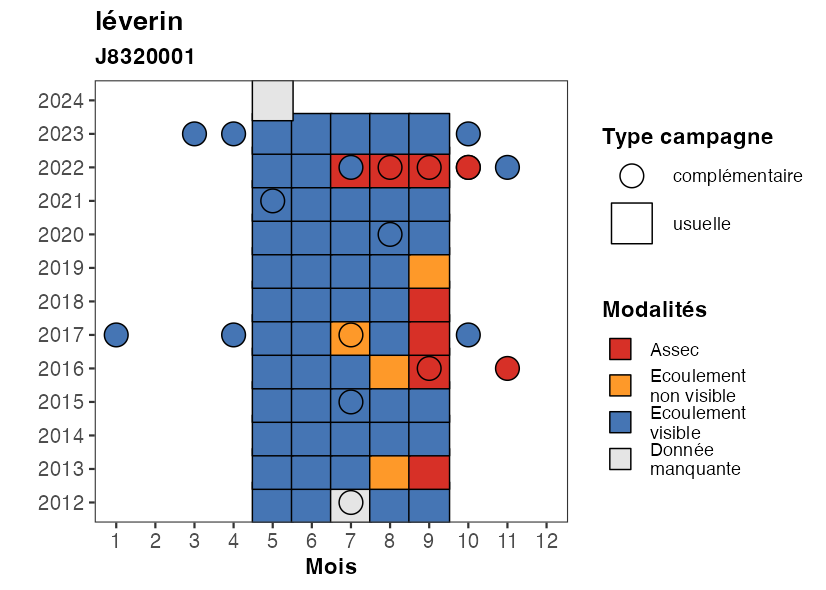 léverin
J8320001
2024
2023
2022
2021
2020
2019
2018
2017
2016
2015
2014
2013
2012
1 2 3 4 5 6 7 8 9 10 11 12
Mois
Type campagne
complémentaire
usuelle
Modalités
Assec
Ecoulement
non visible
Ecoulement
visible
Donnée
manquante